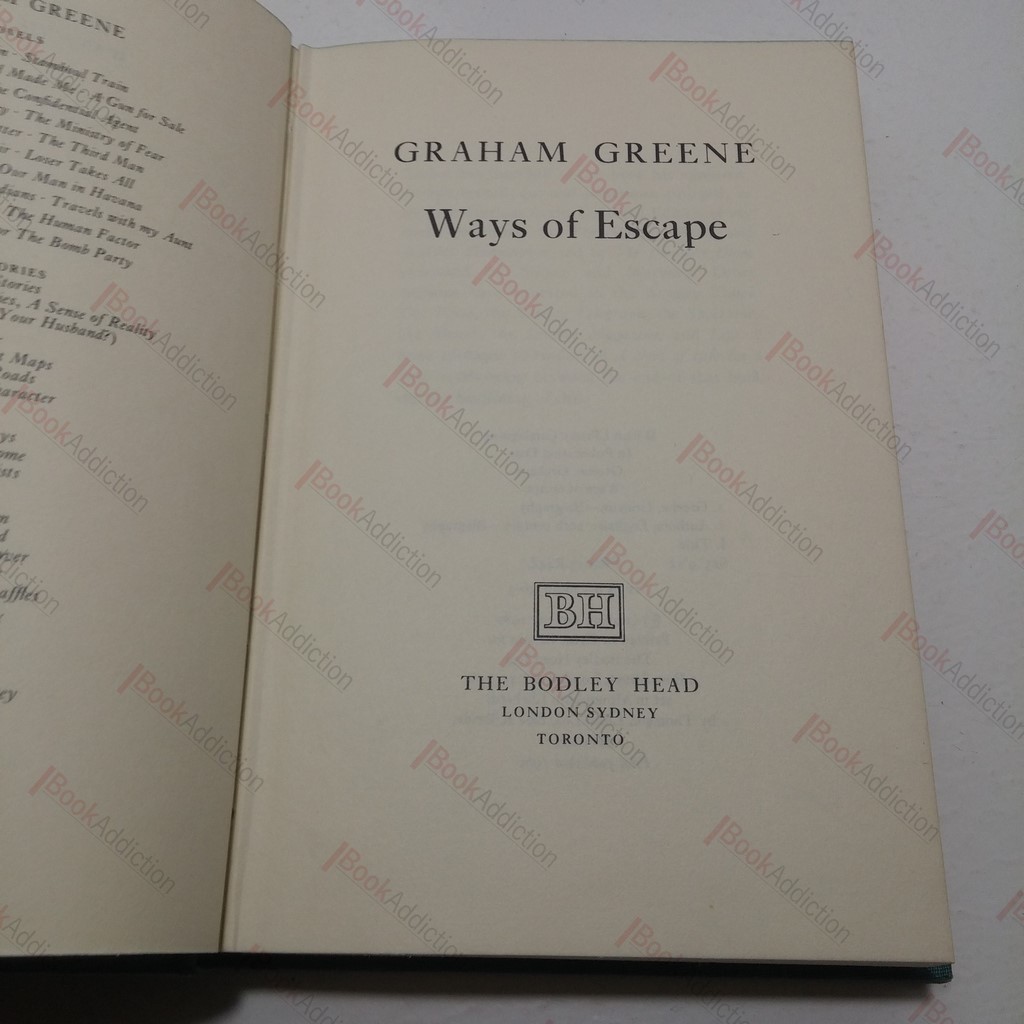 GREENE
Stamboul Train
Made Me - A Gun for Sale
Confidential Agent
The Ministry of Fear
The Third Man
Loser Takes All
Our Man in Havana
Travels with my Aunt
The Human Factor
or The Bomb Party
A Sense of Reality
Your Husband?)
Maps
GRAHAM GREENE
Ways of Escape
BH
THE BODLEY HEAD
LONDON SYDNEY
TORONTO
BookAddiction